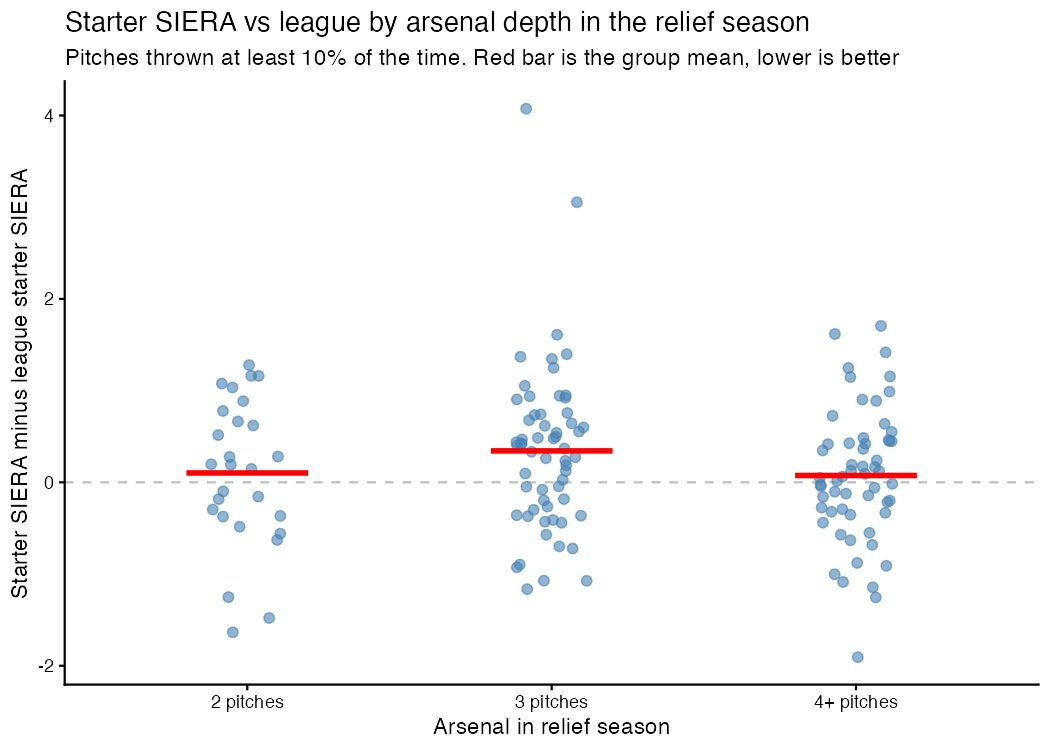 Starter SIERA vs league by arsenal depth in the relief season
Pitches thrown at least 10% of the time. Red bar is the group mean, lower is better
Starter SIERA minus league starter SIERA
4
2
0
-2
2 pitches
3 pitches
4+ pitches
Arsenal in relief season